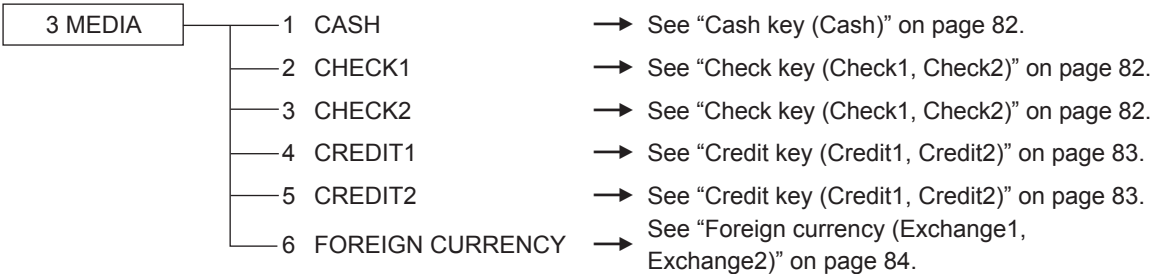 3 MEDIA 1 CASH See “Cash key (Cash)” on page 82.
2 CHECK1 See “Check key (Check1, Check2)” on page 82.
3 CHECK2 See “Check key (Check1, Check2)” on page 82.
4 CREDIT1 See “Credit key (Credit1, Credit2)” on page 83.
5 CREDIT2 See “Credit key (Credit1, Credit2)” on page 83.
6 FOREIGN CURRENCY See “Foreign currency (Exchange1,
Exchange2)” on page 84.